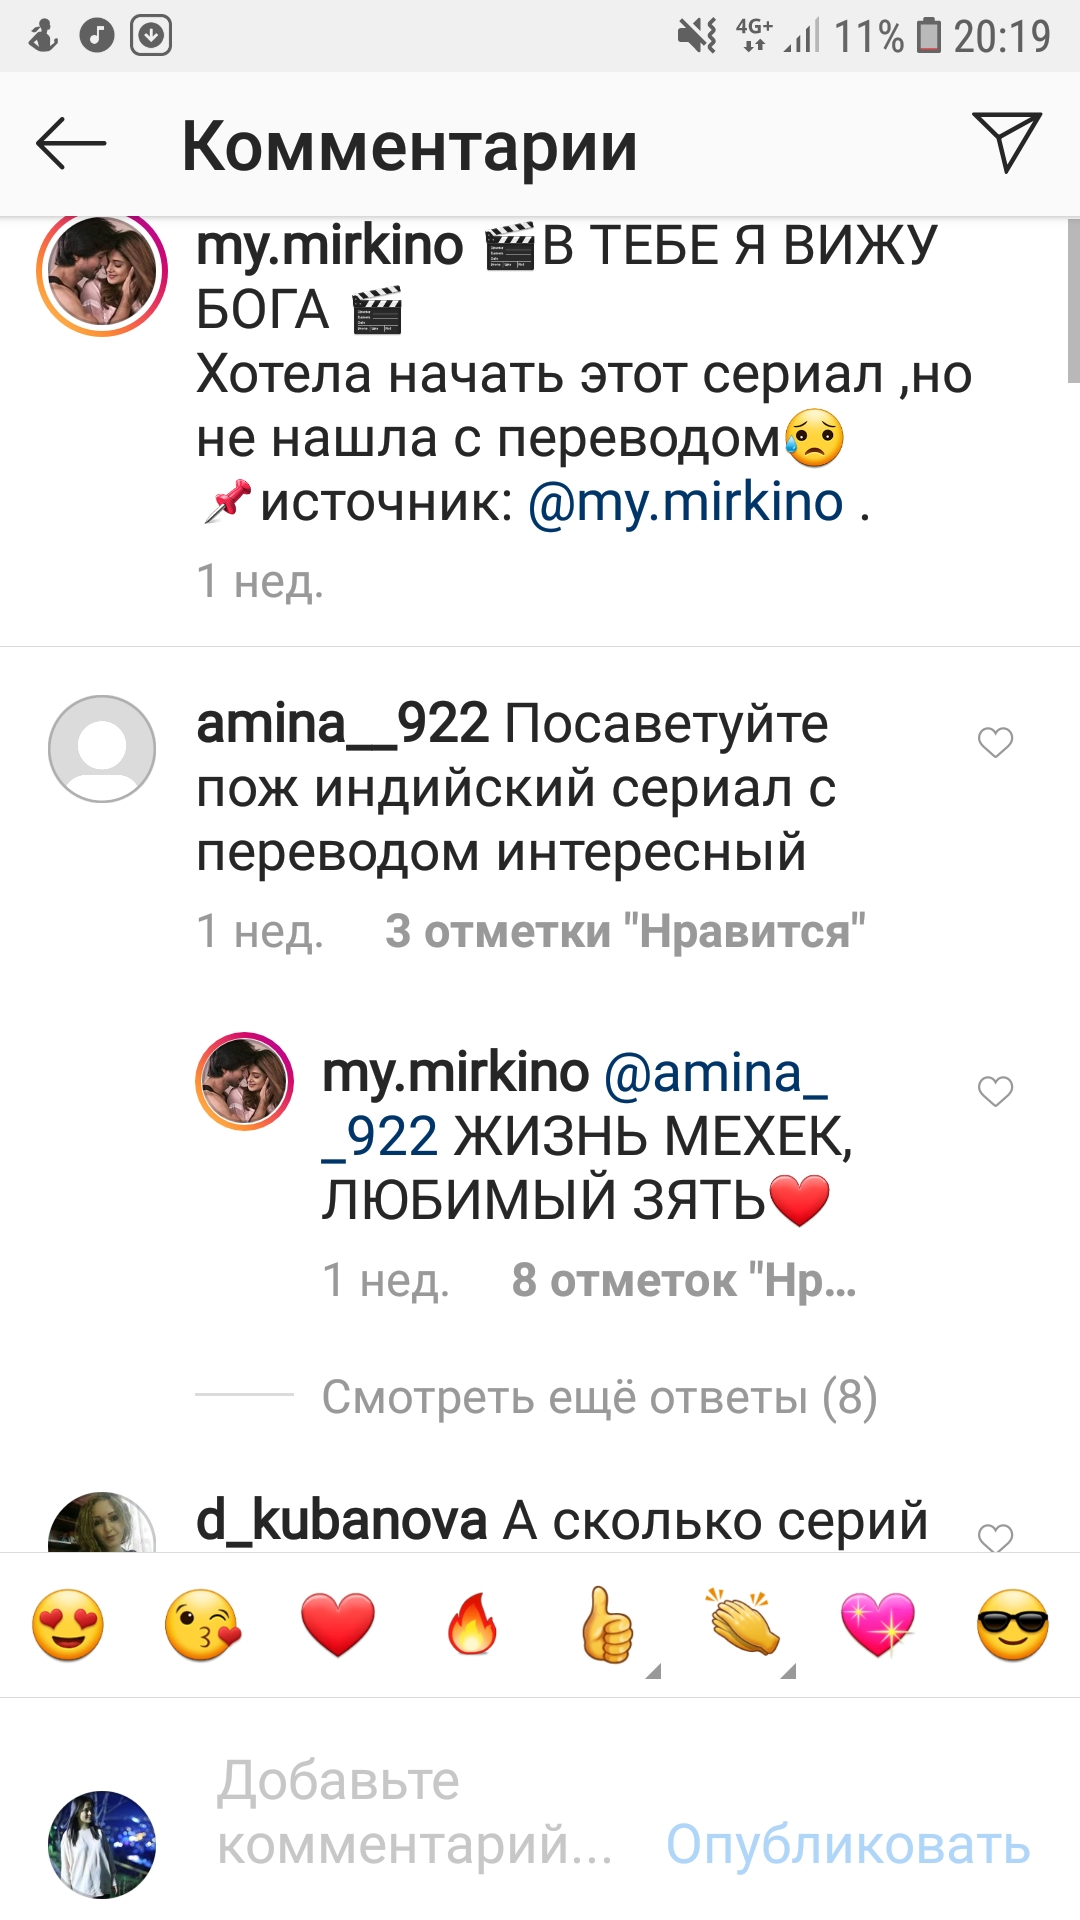 4G+ 11% 20:19
Комментарии
my.mirkino 🎬В ТЕБЕ Я ВИЖУ
БОГА 🎬
Хотела начать этот сериал ,но
не нашла с переводом😥
📌источник: @my.mirkino .
1 нед.
amina__922 Посаветуйте
пож индийский сериал с
переводом интересный
1 нед. 3 отметки "Нравится"
my.mirkino @amina_
_922 ЖИЗНЬ МЕХЕК,
ЛЮБИМЫЙ ЗЯТЬ❤
1 нед. 8 отметок "Нр...
Смотреть ещё ответы (8)
d_kubanova А сколько серий
Добавьте
комментарий... Опубликовать